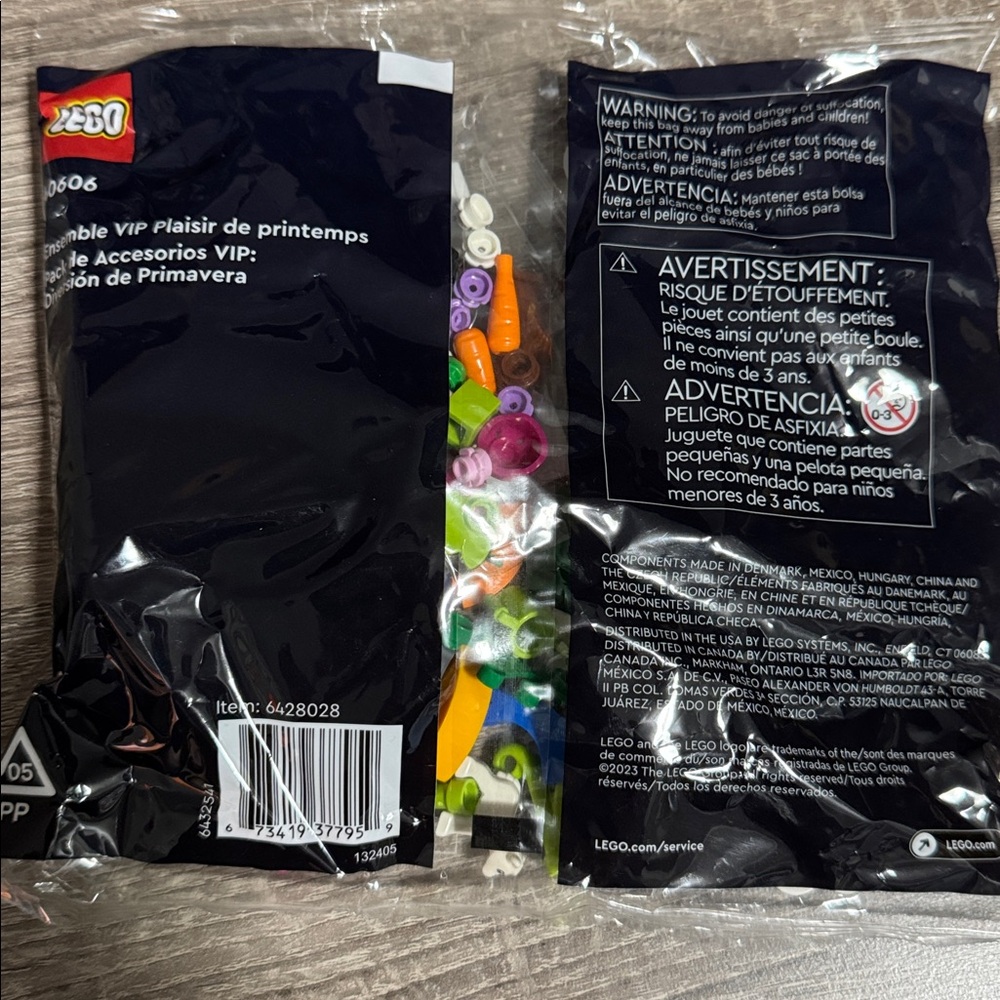 LEGO
0606
Ensemble VIP Plaisir de printemps
Pack de Accesorios VIP:
Diversión de Primavera
Item: 6428028
6432547
6 73419 37795 9
132405
05
PP
WARNING: To avoid danger of suffocation,
keep this bag away from babies and children!
ATTENTION : afin d'éviter tout risque de
suffocation, ne jamais laisser ce sac à portée des
enfants, en particulier des bébés !
ADVERTENCIA: Mantener esta bolsa
fuera del alcance de bebés y niños para
evitar el peligro de asfixia.
AVERTISSEMENT :
RISQUE D'ÉTOUFFEMENT.
Le jouet contient des petites
pièces ainsi qu'une petite boule.
Il ne convient pas aux enfants
de moins de 3 ans.
ADVERTENCIA:
PELIGRO DE ASFIXIA.
Juguete que contiene partes
pequeñas y una pelota pequeña.
No recomendado para niños
menores de 3 años.
0-3
COMPONENTS MADE IN DENMARK, MEXICO, HUNGARY, CHINA AND
THE CZECH REPUBLIC/ÉLÉMENTS FABRIQUÉS AU DANEMARK, AU
MEXIQUE, EN HONGRIE, EN CHINE ET EN RÉPUBLIQUE TCHÈQUE/
COMPONENTES HECHOS EN DINAMARCA, MÉXICO, HUNGRÍA,
CHINA Y REPÚBLICA CHECA.
DISTRIBUTED IN THE USA BY LEGO SYSTEMS, INC., ENFIELD, CT 06082
DISTRIBUTED IN CANADA BY/DISTRIBUÉ AU CANADA PAR LEGO
CANADA INC., MARKHAM, ONTARIO L3R 5N8. IMPORTADO POR: LEGO
MÉXICO S.A. DE C.V., PASEO ALEXANDER VON HUMBOLDT 43-A, TORRE
II PB COL. LOMAS VERDES 3ª SECCIÓN, C.P. 53125 NAUCALPAN DE
JUÁREZ, ESTADO DE MÉXICO, MÉXICO.
LEGO and the LEGO logo are trademarks of the/sont des marques
de commerce du/son marcas registradas de LEGO Group.
©2023 The LEGO Group. All rights reserved/Tous droits
réservés/Todos los derechos reservados.
LEGO.com/service
LEGO.com